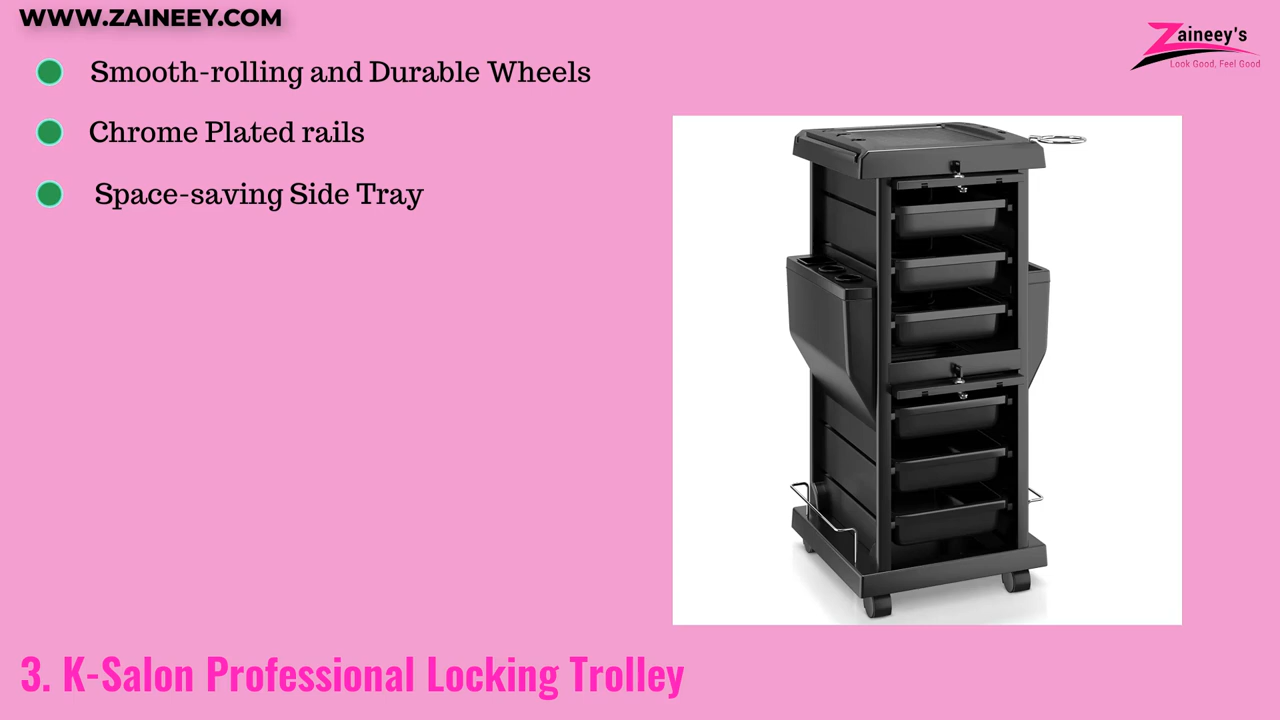 WWW.ZAINEEY.COM
Zaineey's
Look Good, Feel Good
Smooth-rolling and Durable Wheels
Chrome Plated rails
Space-saving Side Tray
3. K-Salon Professional Locking Trolley